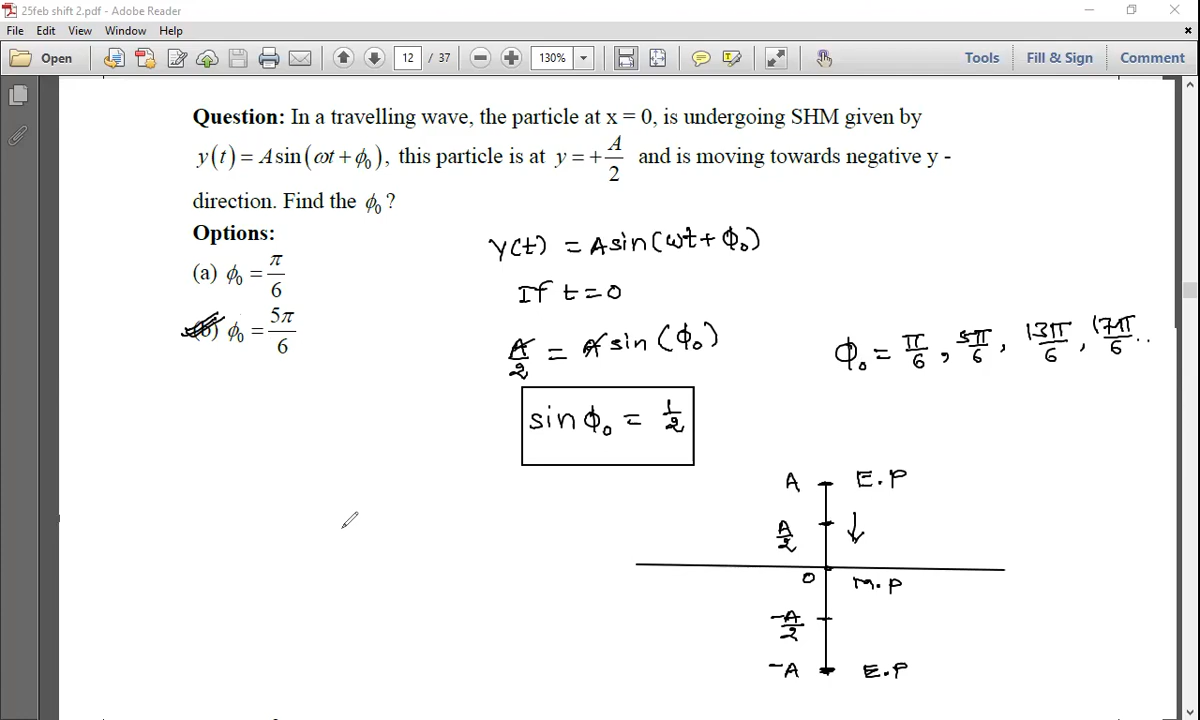 25feb shift 2.pdf - Adobe Reader
File Edit View Window Help
Open 12 / 37 130% Tools Fill & Sign Comment
Question: In a travelling wave, the particle at x = 0, is undergoing SHM given by
y(t) = A sin(ωt + ϕ₀), this particle is at y = +A/2 and is moving towards negative y -
direction. Find the ϕ₀ ?
Options:
(a) ϕ₀ = π/6
(b) ϕ₀ = 5π/6
y(t) = A sin(ωt + ϕ₀)
If t = 0
A/2 = A sin(ϕ₀)
sin ϕ₀ = 1/2
ϕ₀ = π/6, 5π/6, 13π/6, 17π/6 ..
A E.P
A/2
0 M.P
-A/2
-A E.P